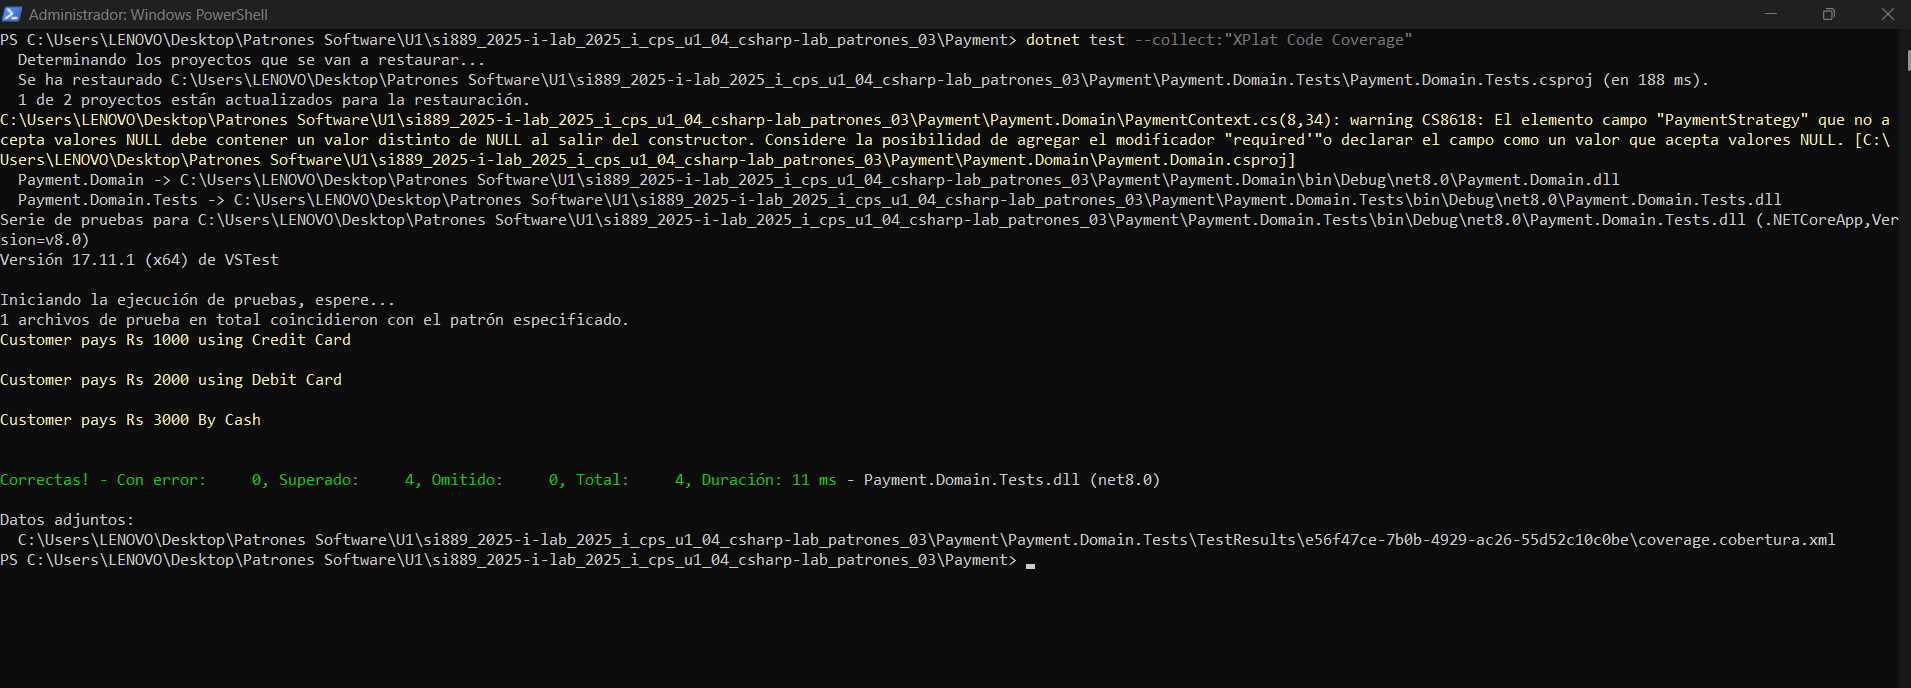 Administrador: Windows PowerShell
PS C:\Users\LENOVO\Desktop\Patrones Software\U1\si889_2025-i-lab_2025_i_cps_u1_04_csharp-lab_patrones_03\Payment> dotnet test --collect:"XPlat Code Coverage"
  Determinando los proyectos que se van a restaurar...
  Se ha restaurado C:\Users\LENOVO\Desktop\Patrones Software\U1\si889_2025-i-lab_2025_i_cps_u1_04_csharp-lab_patrones_03\Payment\Payment.Domain.Tests\Payment.Domain.Tests.csproj (en 188 ms).
  1 de 2 proyectos están actualizados para la restauración.
C:\Users\LENOVO\Desktop\Patrones Software\U1\si889_2025-i-lab_2025_i_cps_u1_04_csharp-lab_patrones_03\Payment\Payment.Domain\PaymentContext.cs(8,34): warning CS8618: El elemento campo "PaymentStrategy" que no a
cepta valores NULL debe contener un valor distinto de NULL al salir del constructor. Considere la posibilidad de agregar el modificador "required'"o declarar el campo como un valor que acepta valores NULL. [C:\
Users\LENOVO\Desktop\Patrones Software\U1\si889_2025-i-lab_2025_i_cps_u1_04_csharp-lab_patrones_03\Payment\Payment.Domain\Payment.Domain.csproj]
  Payment.Domain -> C:\Users\LENOVO\Desktop\Patrones Software\U1\si889_2025-i-lab_2025_i_cps_u1_04_csharp-lab_patrones_03\Payment\Payment.Domain\bin\Debug\net8.0\Payment.Domain.dll
  Payment.Domain.Tests -> C:\Users\LENOVO\Desktop\Patrones Software\U1\si889_2025-i-lab_2025_i_cps_u1_04_csharp-lab_patrones_03\Payment\Payment.Domain.Tests\bin\Debug\net8.0\Payment.Domain.Tests.dll
Serie de pruebas para C:\Users\LENOVO\Desktop\Patrones Software\U1\si889_2025-i-lab_2025_i_cps_u1_04_csharp-lab_patrones_03\Payment\Payment.Domain.Tests\bin\Debug\net8.0\Payment.Domain.Tests.dll (.NETCoreApp,Ver
sion=v8.0)
Versión 17.11.1 (x64) de VSTest
Iniciando la ejecución de pruebas, espere...
1 archivos de prueba en total coincidieron con el patrón especificado.
Customer pays Rs 1000 using Credit Card
Customer pays Rs 2000 using Debit Card
Customer pays Rs 3000 By Cash
Correctas! - Con error:     0, Superado:     4, Omitido:     0, Total:     4, Duración: 11 ms - Payment.Domain.Tests.dll (net8.0)
Datos adjuntos:
  C:\Users\LENOVO\Desktop\Patrones Software\U1\si889_2025-i-lab_2025_i_cps_u1_04_csharp-lab_patrones_03\Payment\Payment.Domain.Tests\TestResults\e56f47ce-7b0b-4929-ac26-55d52c10c0be\coverage.cobertura.xml
PS C:\Users\LENOVO\Desktop\Patrones Software\U1\si889_2025-i-lab_2025_i_cps_u1_04_csharp-lab_patrones_03\Payment>